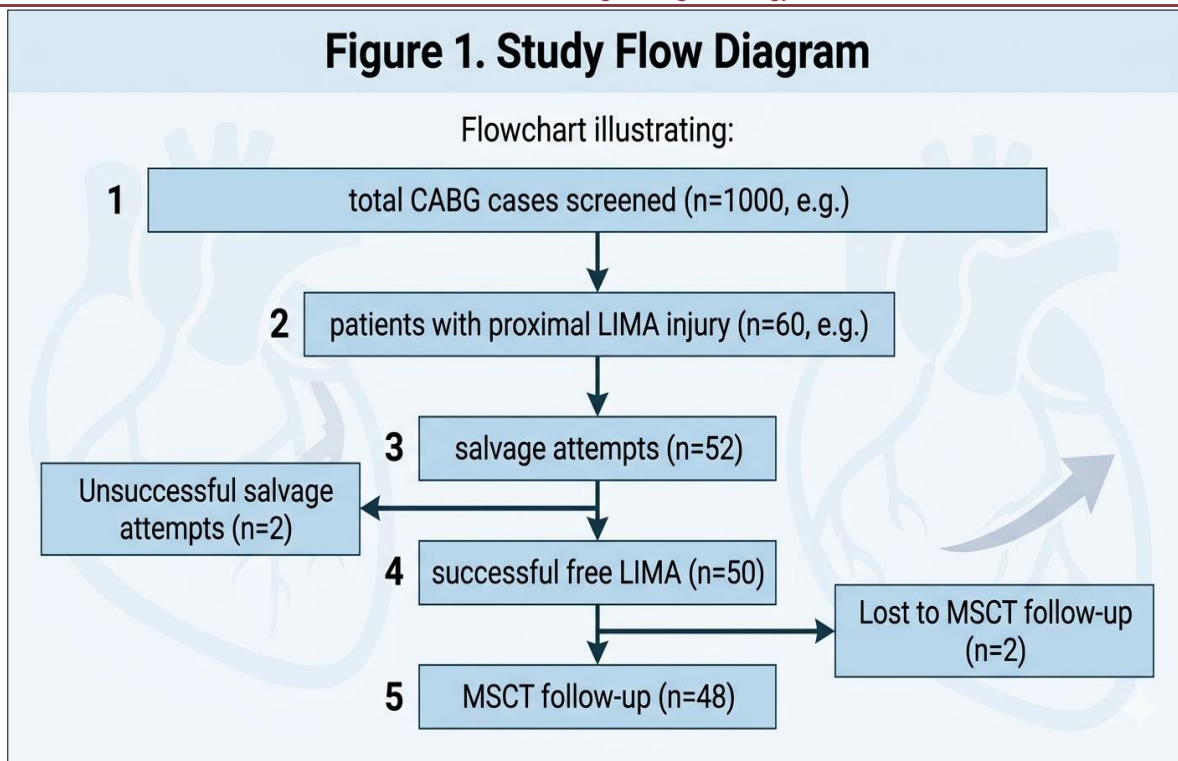 Figure 1. Study Flow Diagram
Flowchart illustrating:
1 total CABG cases screened (n=1000, e.g.)
2 patients with proximal LIMA injury (n=60, e.g.)
3 salvage attempts (n=52)
Unsuccessful salvage
attempts (n=2)
4 successful free LIMA (n=50)
Lost to MSCT follow-up
(n=2)
5 MSCT follow-up (n=48)